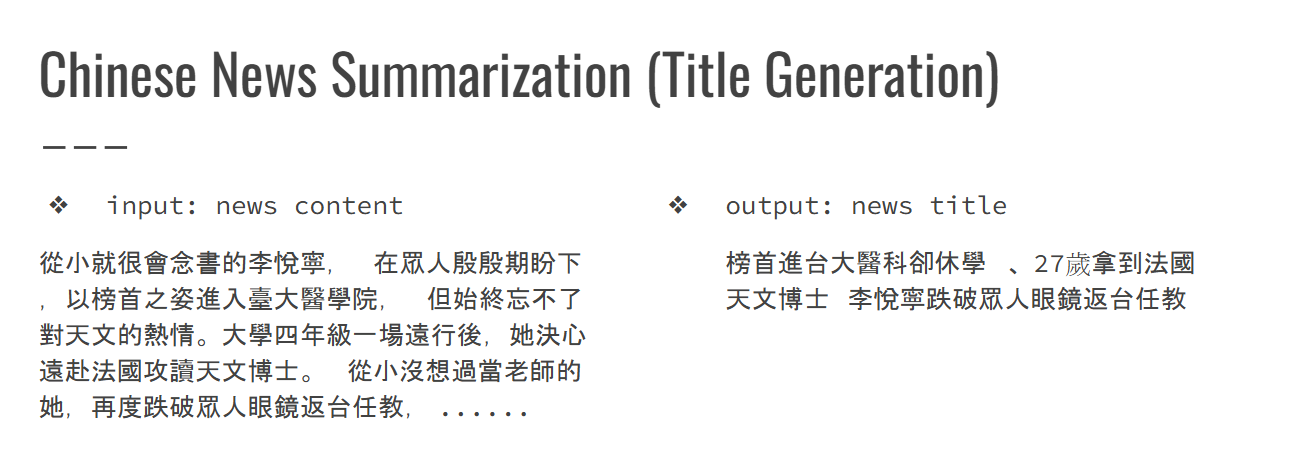 Chinese News Summarization (Title Generation)
———
❖ input: news content
從小就很會念書的李悅寧， 在眾人殷殷期盼下
，以榜首之姿進入臺大醫學院， 但始終忘不了
對天文的熱情。大學四年級一場遠行後，她決心
遠赴法國攻讀天文博士。 從小沒想過當老師的
她，再度跌破眾人眼鏡返台任教， ......
❖ output: news title
榜首進台大醫科卻休學 、27歲拿到法國
天文博士 李悅寧跌破眾人眼鏡返台任教